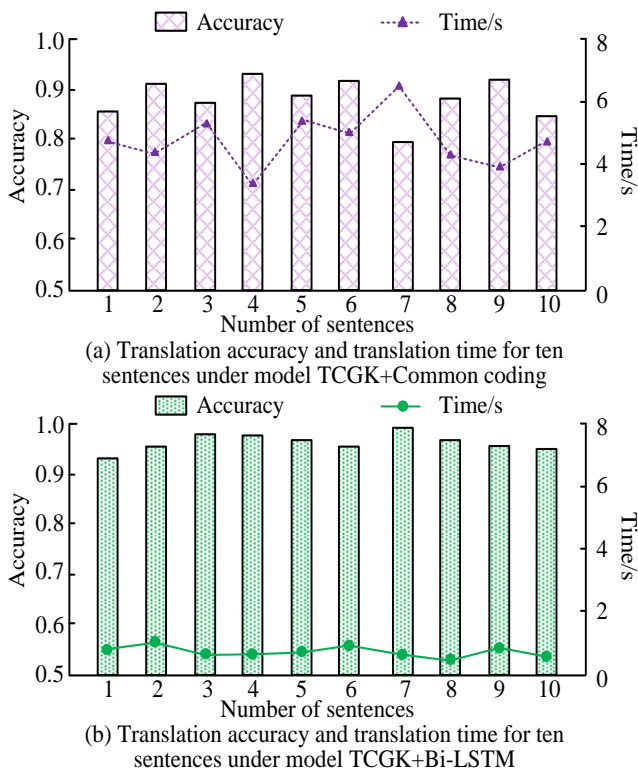 Accuracy Time/s
1.0 8
0.9 6
0.8
4
0.7
2
0.6
0.5 0
Accuracy
Time/s
1 2 3 4 5 6 7 8 9 10
Number of sentences
(a) Translation accuracy and translation time for ten
sentences under model TCGK+Common coding
Accuracy Time/s
1.0 8
0.9 6
0.8
4
0.7
2
0.6
0.5 0
Accuracy
Time/s
1 2 3 4 5 6 7 8 9 10
Number of sentences
(b) Translation accuracy and translation time for ten
sentences under model TCGK+Bi-LSTM